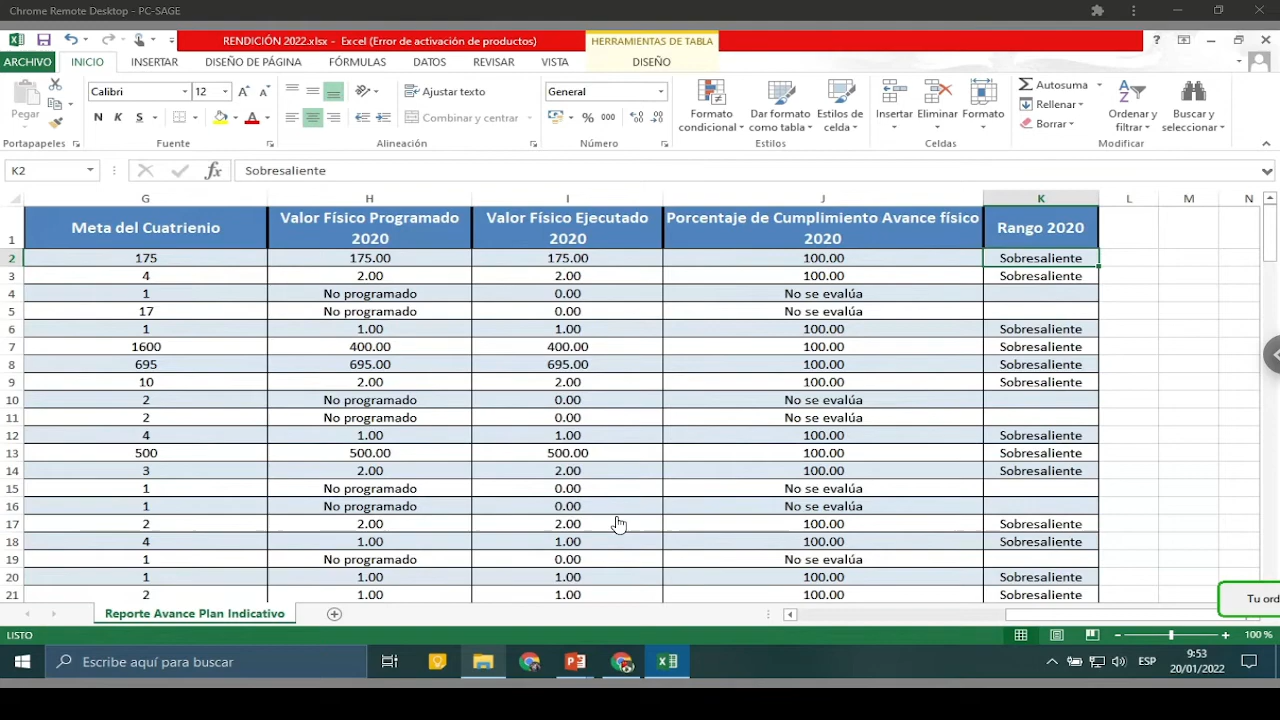 Chrome Remote Desktop - PC-SAGE
RENDICIÓN 2022.xlsx - Excel (Error de activación de productos)
HERRAMIENTAS DE TABLA
ARCHIVO INICIO INSERTAR DISEÑO DE PÁGINA FÓRMULAS DATOS REVISAR VISTA DISEÑO
Calibri 12 Ajustar texto General Autosuma
Pegar N K S Combinar y centrar % 000 Formato condicional Dar formato como tabla Estilos de celda Insertar Eliminar Formato Rellenar Borrar Ordenar y filtrar Buscar y seleccionar
Portapapeles Fuente Alineación Número Estilos Celdas Modificar
K2 fx Sobresaliente
G H I J K L M N
1 Meta del Cuatrienio Valor Físico Programado 2020 Valor Físico Ejecutado 2020 Porcentaje de Cumplimiento Avance físico 2020 Rango 2020
2 175 175.00 175.00 100.00 Sobresaliente
3 4 2.00 2.00 100.00 Sobresaliente
4 1 No programado 0.00 No se evalúa
5 17 No programado 0.00 No se evalúa
6 1 1.00 1.00 100.00 Sobresaliente
7 1600 400.00 400.00 100.00 Sobresaliente
8 695 695.00 695.00 100.00 Sobresaliente
9 10 2.00 2.00 100.00 Sobresaliente
10 2 No programado 0.00 No se evalúa
11 2 No programado 0.00 No se evalúa
12 4 1.00 1.00 100.00 Sobresaliente
13 500 500.00 500.00 100.00 Sobresaliente
14 3 2.00 2.00 100.00 Sobresaliente
15 1 No programado 0.00 No se evalúa
16 1 No programado 0.00 No se evalúa
17 2 2.00 2.00 100.00 Sobresaliente
18 4 1.00 1.00 100.00 Sobresaliente
19 1 No programado 0.00 No se evalúa
20 1 1.00 1.00 100.00 Sobresaliente
21 2 1.00 1.00 100.00 Sobresaliente
Tu ord
Reporte Avance Plan Indicativo
LISTO 100 %
Escribe aquí para buscar ESP 9:53
20/01/2022